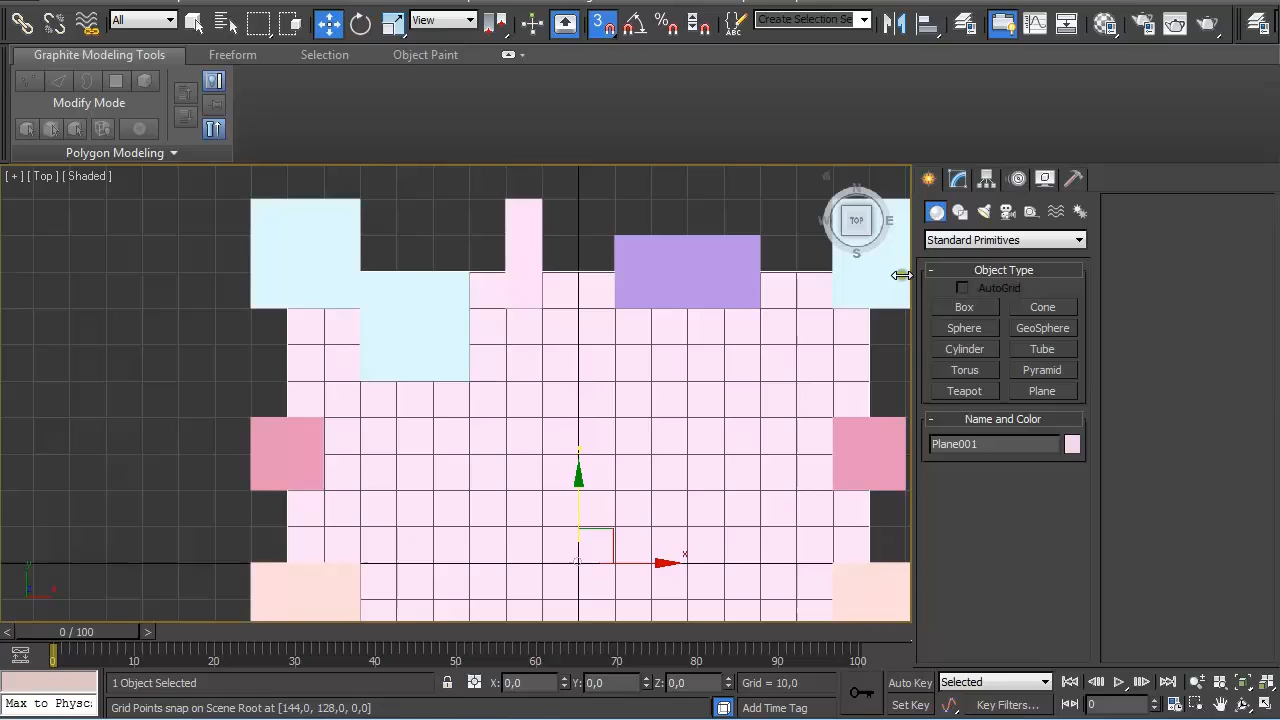 All
View
3
%
ABC
Create Selection Se
Graphite Modeling Tools
Freeform
Selection
Object Paint
Modify Mode
Polygon Modeling
[ + ] [ Top ] [ Shaded ]
N
W
TOP
E
S
Standard Primitives
- Object Type
AutoGrid
Box
Cone
Sphere
GeoSphere
Cylinder
Tube
Torus
Pyramid
Teapot
Plane
- Name and Color
Plane001
x
y
x
< 0 / 100 >
0 10 20 30 40 50 60 70 80 90 100
1 Object Selected
X: 0,0
Y: 0,0
Z: 0,0
Grid = 10,0
Auto Key
Selected
Max to Physc
Grid Points snap on Scene Root at [144,0, 128,0, 0,0]
Add Time Tag
Set Key
Key Filters...
0